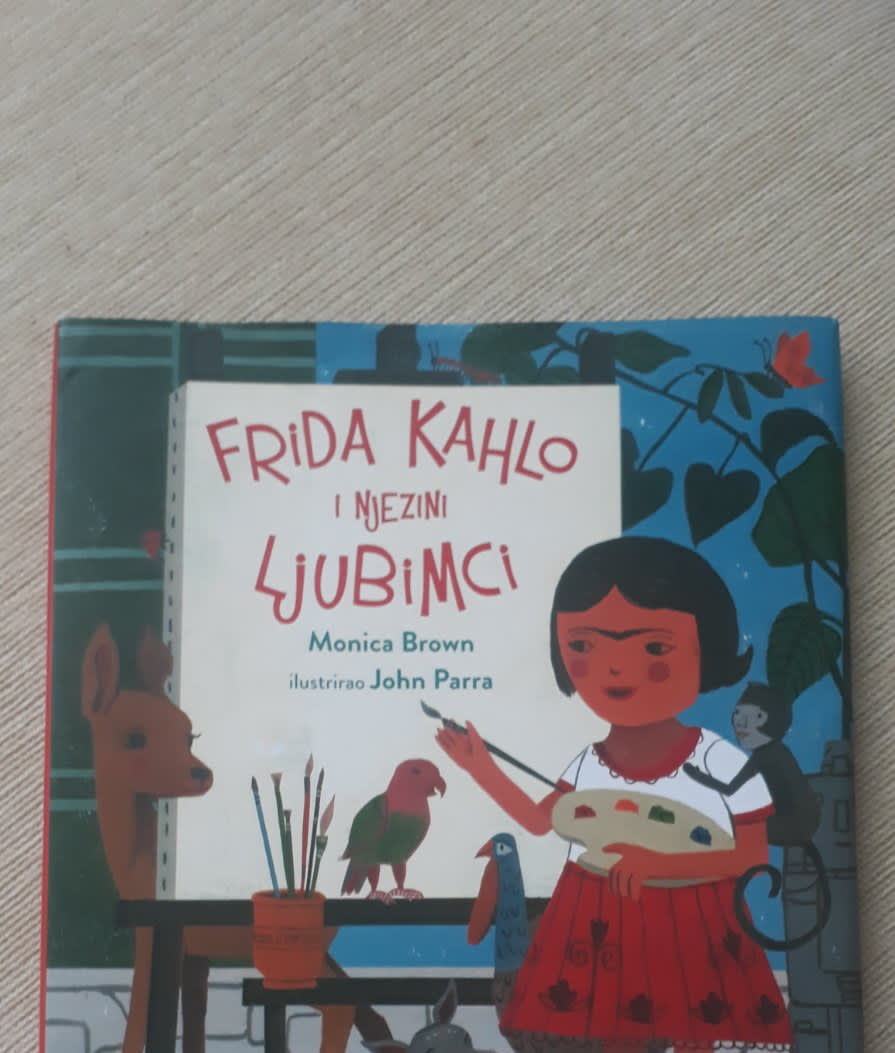 FRiDA KAHLO
I NJEZINI
LJUBiMCi
Monica Brown
ilustrirao John Parra